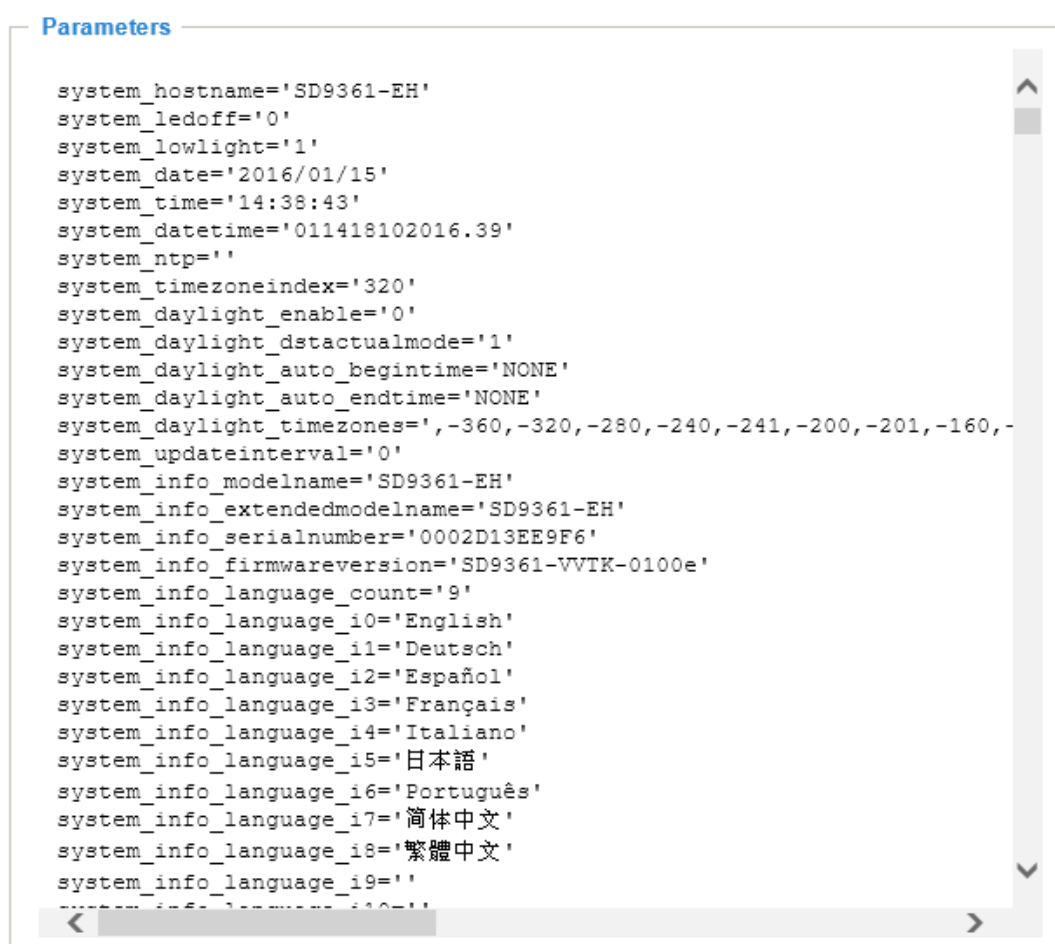 Parameters
system_hostname='SD9361-EH'
system_ledoff='0'
system_lowlight='1'
system_date='2016/01/15'
system_time='14:38:43'
system_datetime='011418102016.39'
system_ntp=''
system_timezoneindex='320'
system_daylight_enable='0'
system_daylight_dstactualmode='1'
system_daylight_auto_begintime='NONE'
system_daylight_auto_endtime='NONE'
system_daylight_timezones=',-360,-320,-280,-240,-241,-200,-201,-160,-
system_updateinterval='0'
system_info_modelname='SD9361-EH'
system_info_extendedmodelname='SD9361-EH'
system_info_serialnumber='0002D13EE9F6'
system_info_firmwareversion='SD9361-VVTK-0100e'
system_info_language_count='9'
system_info_language_i0='English'
system_info_language_i1='Deutsch'
system_info_language_i2='Español'
system_info_language_i3='Français'
system_info_language_i4='Italiano'
system_info_language_i5='日本語'
system_info_language_i6='Português'
system_info_language_i7='简体中文'
system_info_language_i8='繁體中文'
system_info_language_i9=''